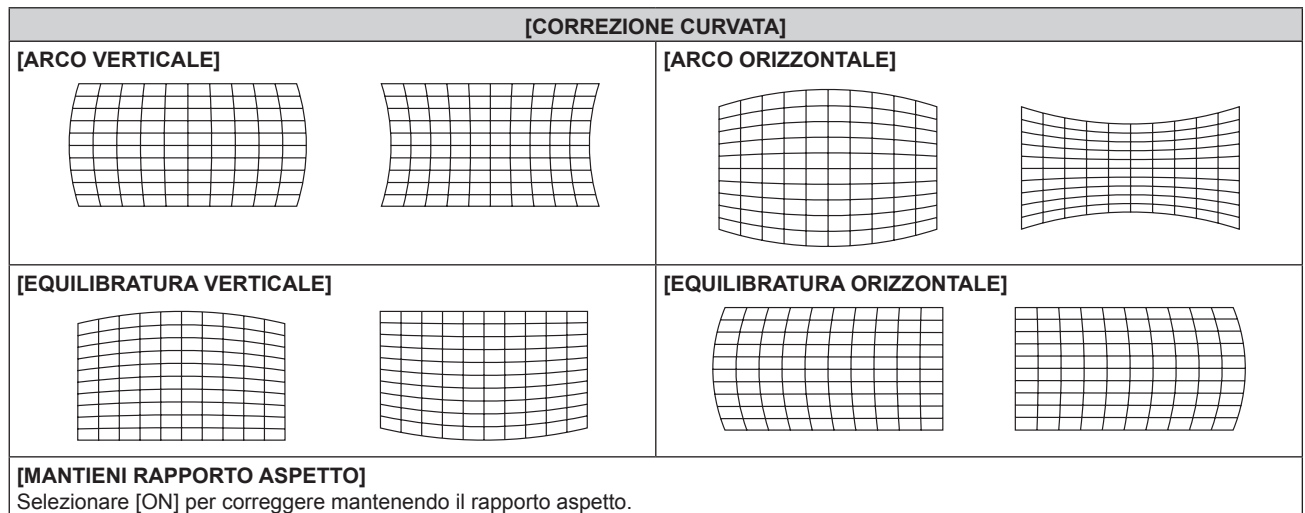 [CORREZIONE CURVATA]
[ARCO VERTICALE]
[ARCO ORIZZONTALE]
[EQUILIBRATURA VERTICALE]
[EQUILIBRATURA ORIZZONTALE]
[MANTIENI RAPPORTO ASPETTO]
Selezionare [ON] per correggere mantenendo il rapporto aspetto.